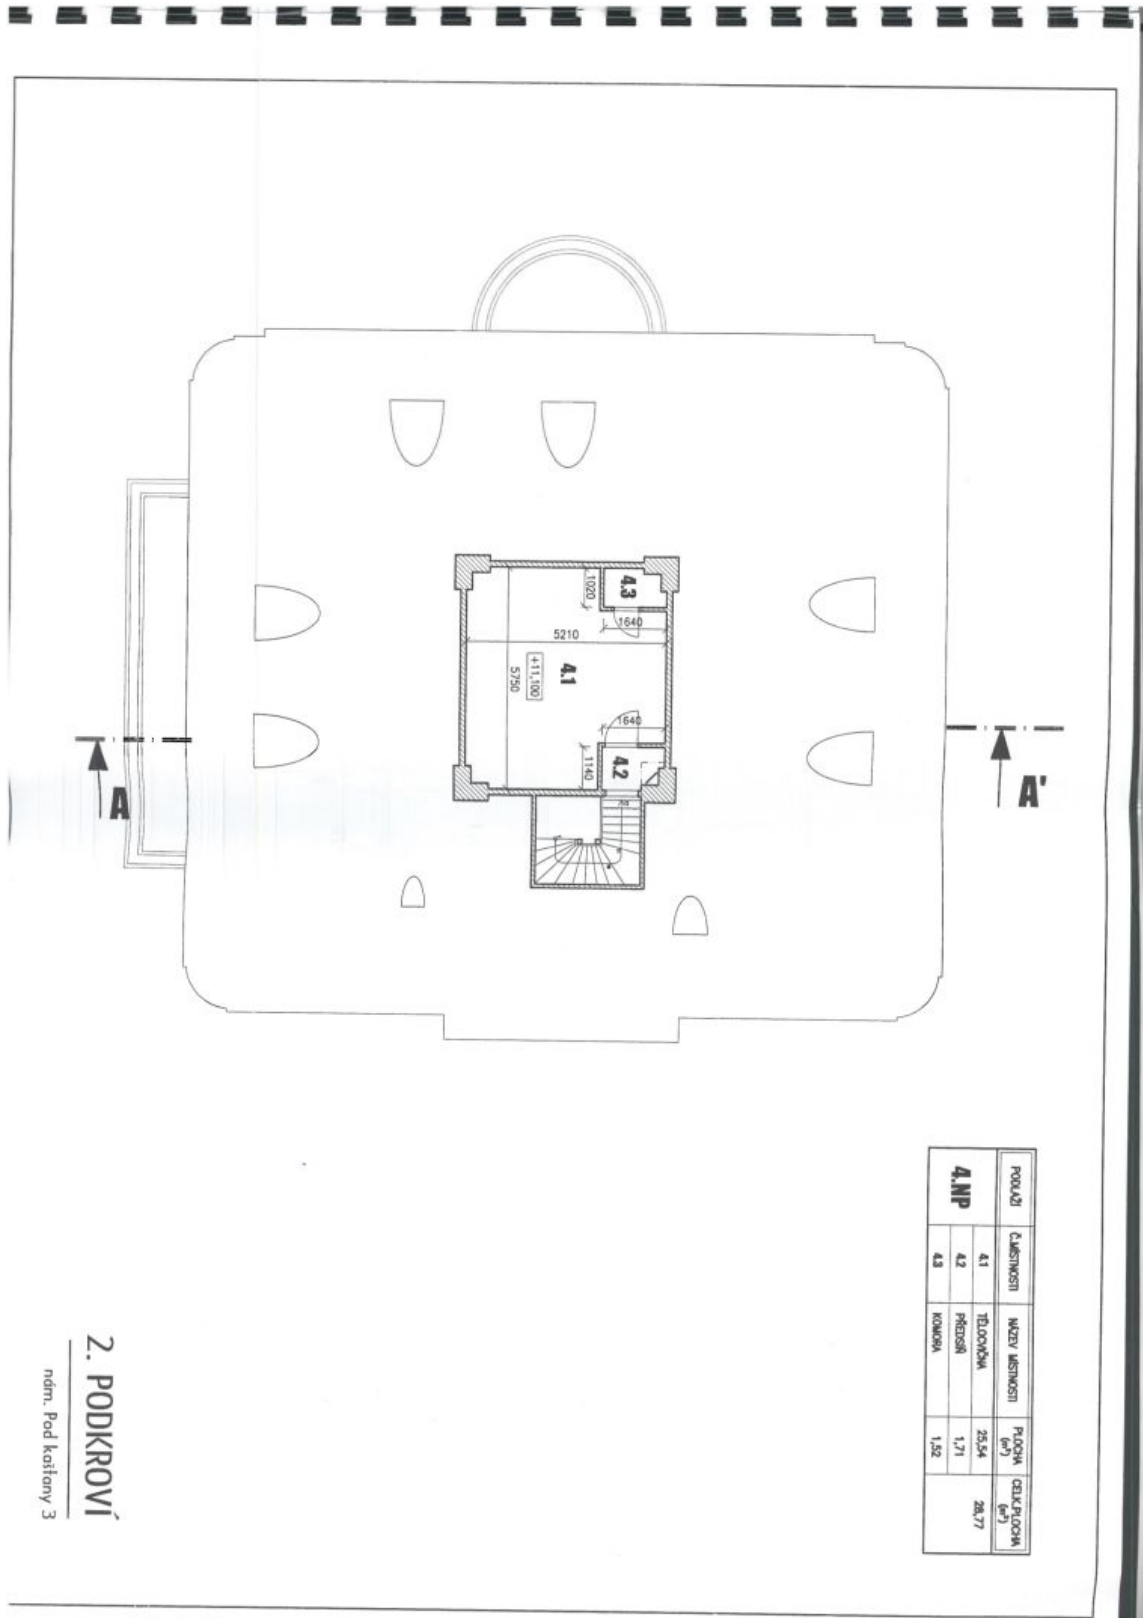 4.3
1020
1640
5210
4.1
+11,100
5750
1640
4.2
1140
A
A'
PODLAŽÍ Č.MÍSTNOSTI NÁZEV MÍSTNOSTI PLOCHA (m²) CELK.PLOCHA (m²)
4.NP 4.1 TĚLOCVIČNA 25,54 28,77
4.2 PŘEDSÍŇ 1,71
4.3 KOMORA 1,52
2. PODKROVÍ
nám. Pod kaštany 3